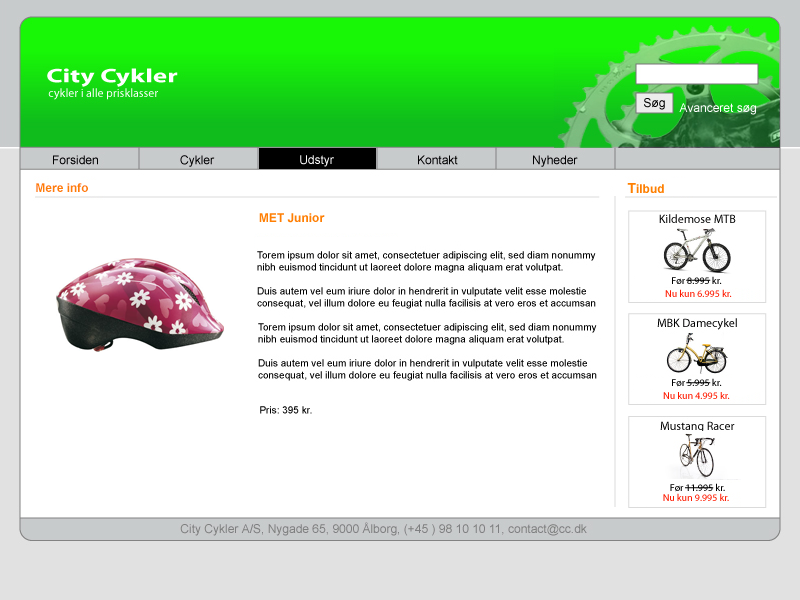 City Cykler
cykler i alle prisklasser
Søg
Avanceret søg
Forsiden
Cykler
Udstyr
Kontakt
Nyheder
Mere info
MET Junior
Torem ipsum dolor sit amet, consectetuer adipiscing elit, sed diam nonummy
nibh euismod tincidunt ut laoreet dolore magna aliquam erat volutpat.
Duis autem vel eum iriure dolor in hendrerit in vulputate velit esse molestie
consequat, vel illum dolore eu feugiat nulla facilisis at vero eros et accumsan
Torem ipsum dolor sit amet, consectetuer adipiscing elit, sed diam nonummy
nibh euismod tincidunt ut laoreet dolore magna aliquam erat volutpat.
Duis autem vel eum iriure dolor in hendrerit in vulputate velit esse molestie
consequat, vel illum dolore eu feugiat nulla facilisis at vero eros et accumsan
Pris: 395 kr.
Tilbud
Kildemose MTB
Før 8.995 kr.
Nu kun 6.995 kr.
MBK Damecykel
Før 5.995 kr.
Nu kun 4.995 kr.
Mustang Racer
Før 11.995 kr.
Nu kun 9.995 kr.
City Cykler A/S, Nygade 65, 9000 Ålborg, (+45 ) 98 10 10 11, contact@cc.dk